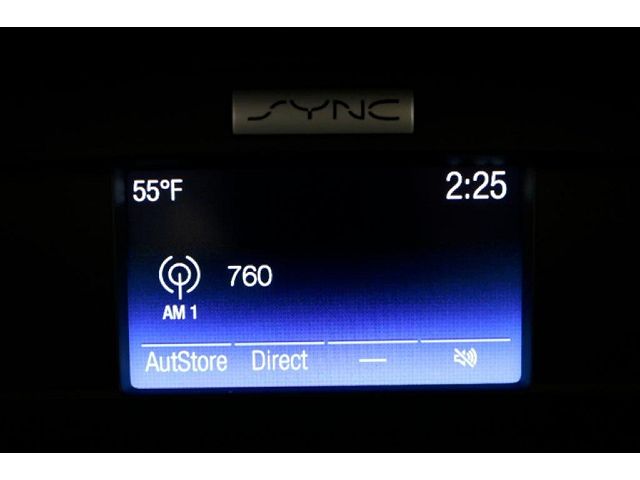 SYNC
55°F 2:25
760
AM 1
AutStore Direct —